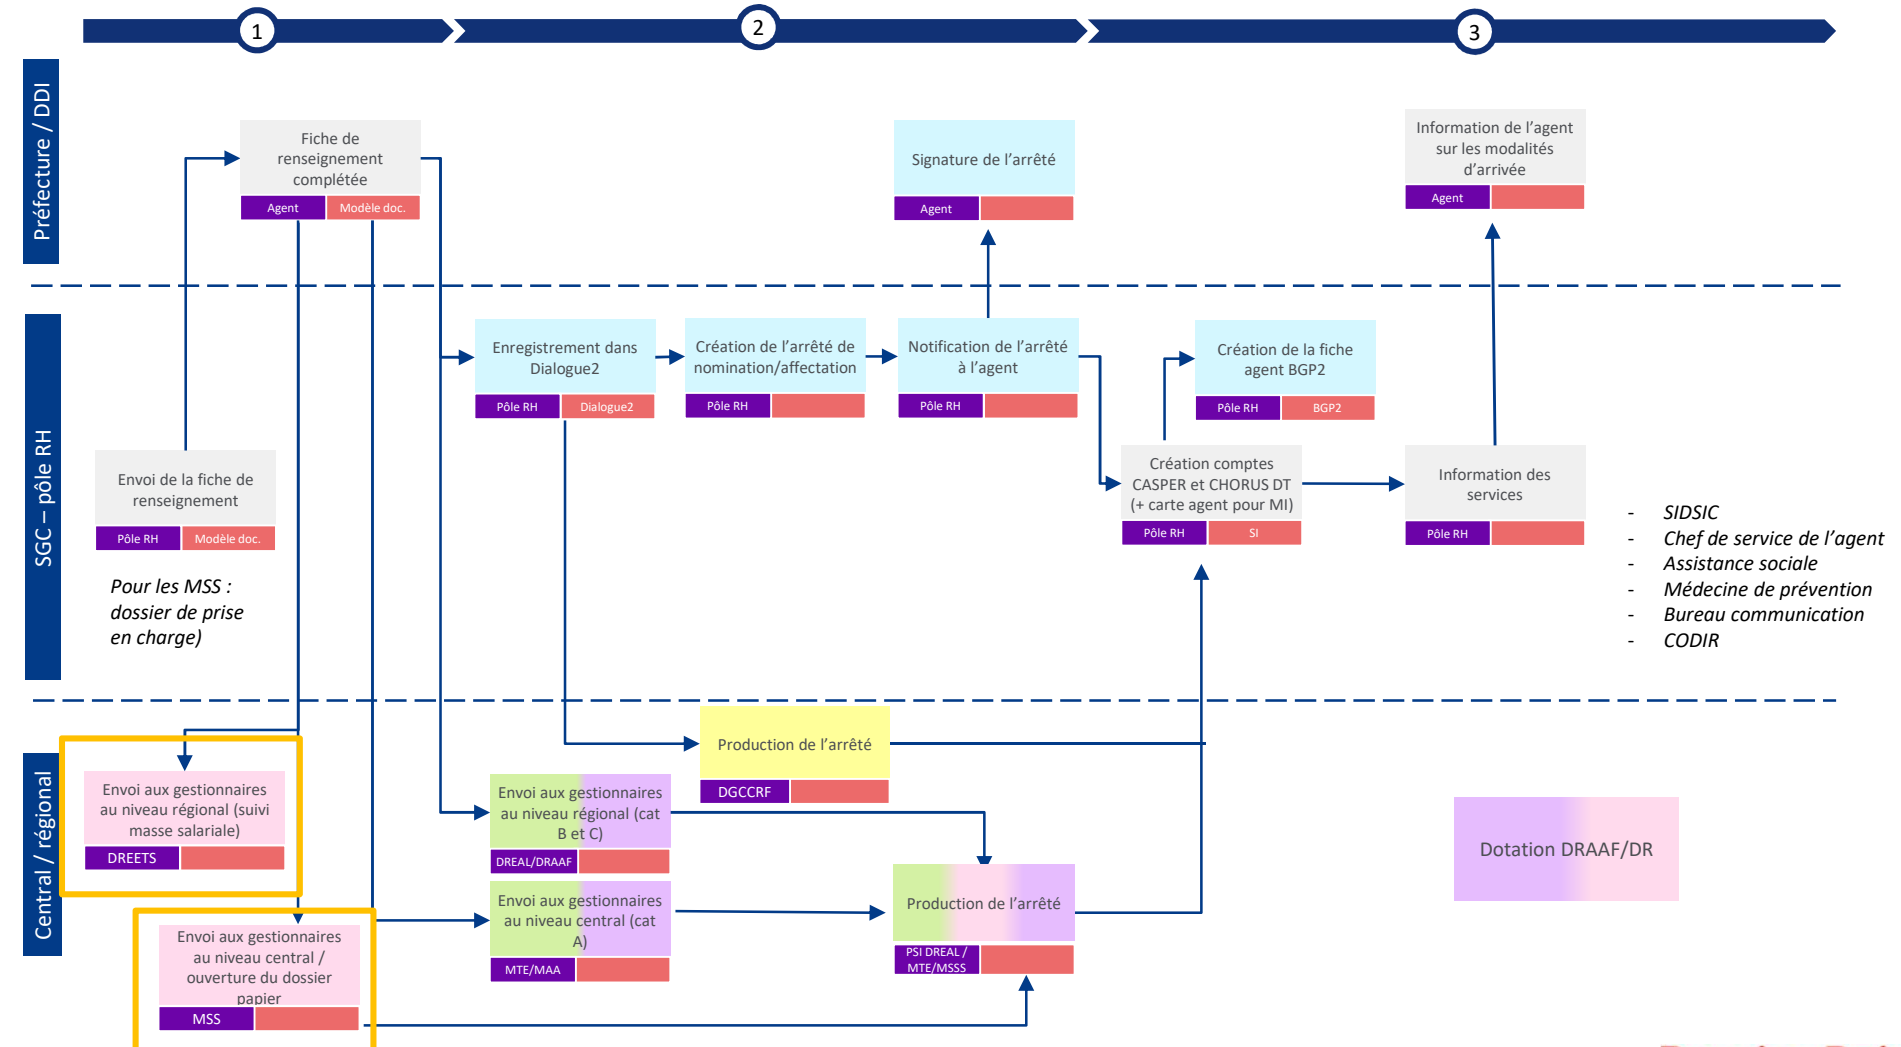 1
2
3
Préfecture / DDI
Fiche de
renseignement
complétée
Agent
Modèle doc.
Signature de l'arrêté
Agent
Information de l'agent
sur les modalités
d'arrivée
Agent
SGC – pôle RH
Envoi de la fiche de
renseignement
Pôle RH
Modèle doc.
Pour les MSS :
dossier de prise
en charge)
Enregistrement dans
Dialogue2
Pôle RH
Dialogue2
Création de l'arrêté de
nomination/affectation
Pôle RH
Notification de l'arrêté
à l'agent
Pôle RH
Création de la fiche
agent BGP2
Pôle RH
BGP2
Création comptes
CASPER et CHORUS DT
(+ carte agent pour MI)
Pôle RH
SI
Information des
services
Pôle RH
- SIDSIC
- Chef de service de l'agent
- Assistance sociale
- Médecine de prévention
- Bureau communication
- CODIR
Central / régional
Envoi aux gestionnaires
au niveau régional (suivi
masse salariale)
DREETS
Envoi aux gestionnaires
au niveau central /
ouverture du dossier
papier
MSS
Production de l'arrêté
DGCCRF
Envoi aux gestionnaires
au niveau régional (cat
B et C)
DREAL/DRAAF
Envoi aux gestionnaires
au niveau central (cat
A)
MTE/MAA
Production de l'arrêté
PSI DREAL /
MTE/MSSS
Dotation DRAAF/DR